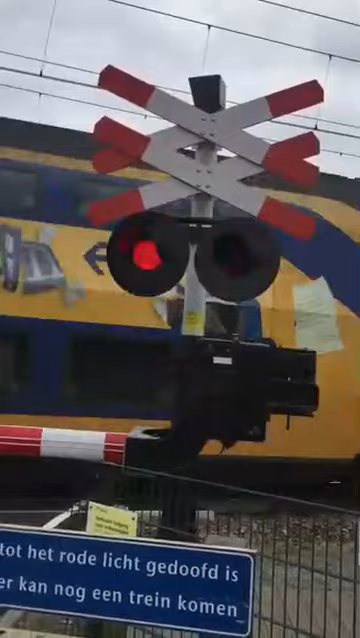 tot het rode licht gedoofd is
er kan nog een trein komen